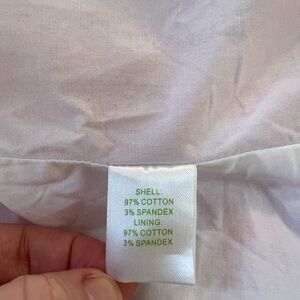 SHELL:
97% COTTON
3% SPANDEX
LINING:
97% COTTON
3% SPANDEX